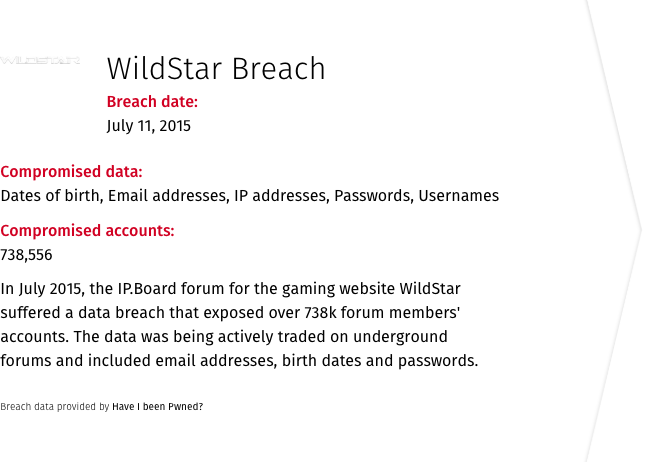 WILDSTAR
WildStar Breach
Breach date:
July 11, 2015
Compromised data:
Dates of birth, Email addresses, IP addresses, Passwords, Usernames
Compromised accounts:
738,556
In July 2015, the IP.Board forum for the gaming website WildStar
suffered a data breach that exposed over 738k forum members'
accounts. The data was being actively traded on underground
forums and included email addresses, birth dates and passwords.
Breach data provided by Have I been Pwned?